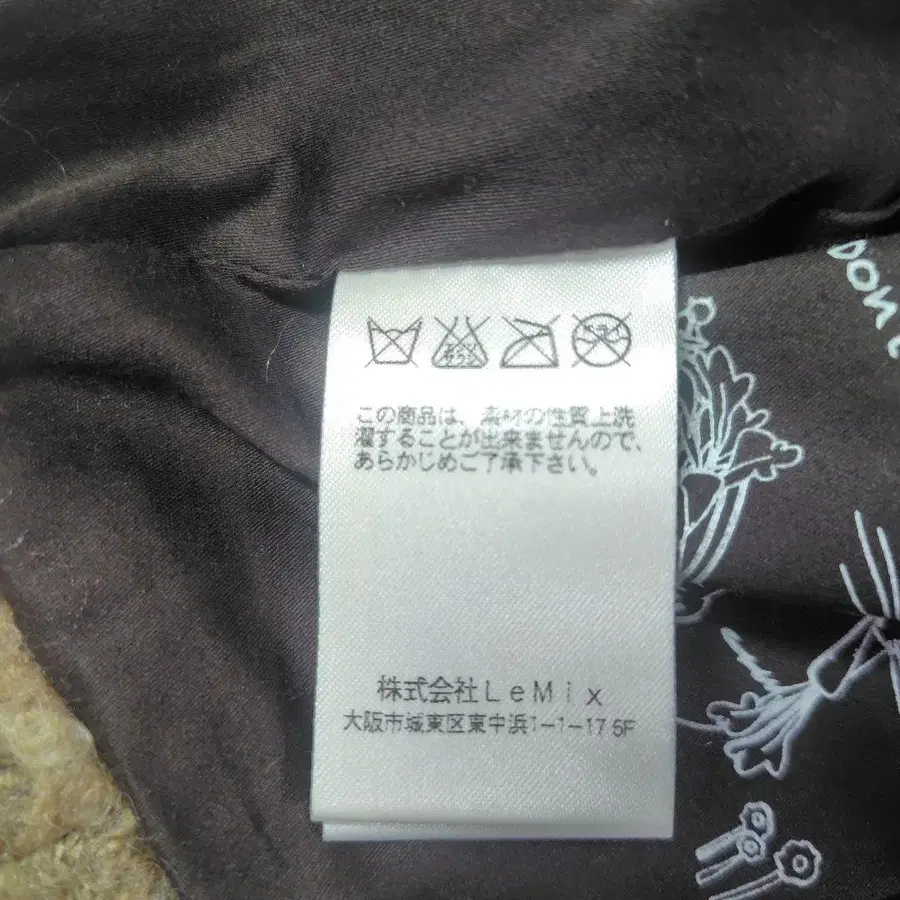 この商品は、素材の性質上洗
濯することが出来ませんので、
あらかじめご了承下さい。
株式会社LeMix
大阪市城東区東中浜1-1-17 5F